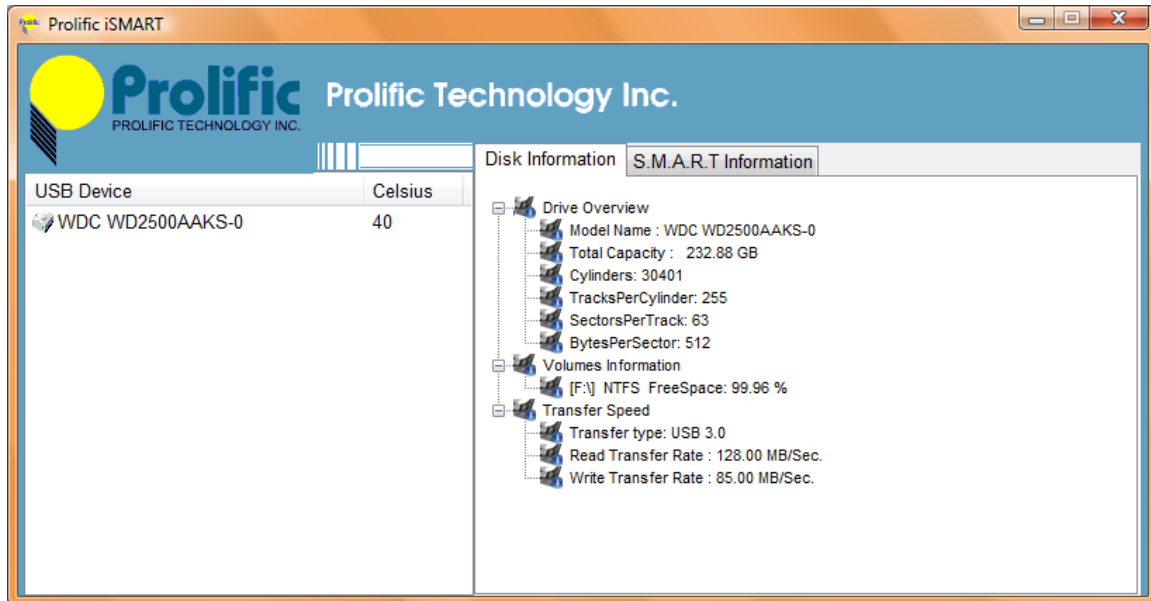 Prolific iSMART
Prolific
PROLIFIC TECHNOLOGY INC.
Prolific Technology Inc.
Disk Information S.M.A.R.T Information
USB Device Celsius
WDC WD2500AAKS-0 40
Drive Overview
Model Name : WDC WD2500AAKS-0
Total Capacity : 232.88 GB
Cylinders: 30401
TracksPerCylinder: 255
SectorsPerTrack: 63
BytesPerSector: 512
Volumes Information
[F:\] NTFS FreeSpace: 99.96 %
Transfer Speed
Transfer type: USB 3.0
Read Transfer Rate : 128.00 MB/Sec.
Write Transfer Rate : 85.00 MB/Sec.